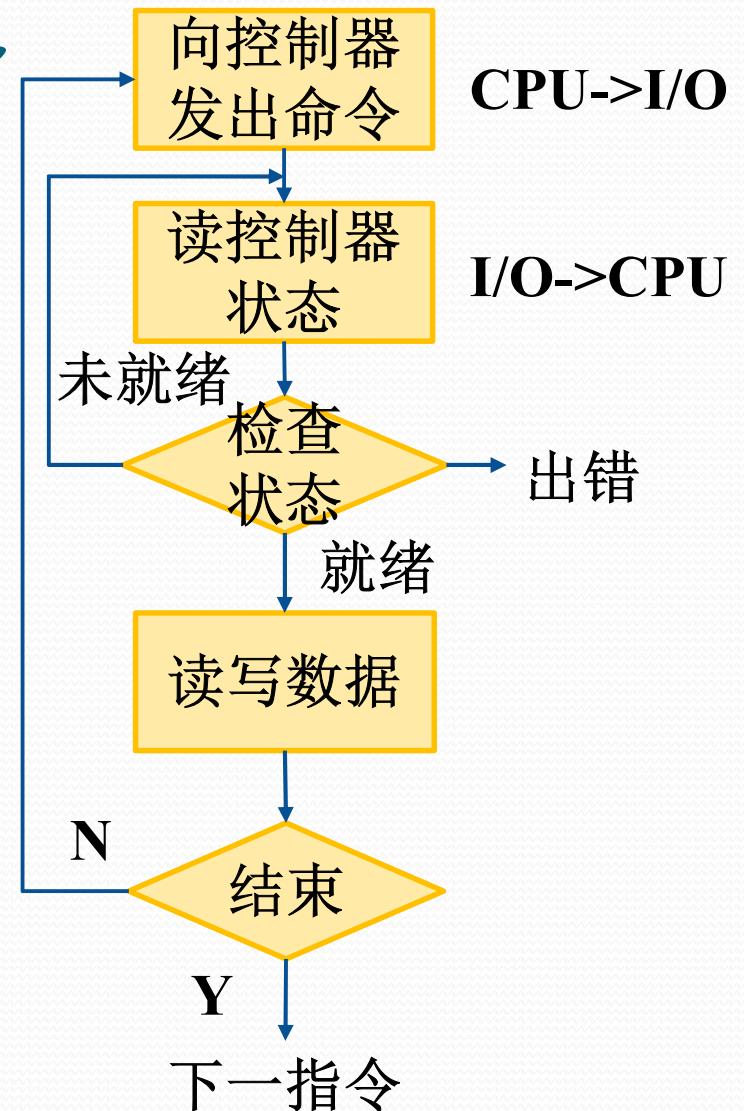 向控制器
发出命令
CPU->I/O
读控制器
状态
I/O->CPU
未就绪
检查
状态
出错
就绪
读写数据
N
结束
Y
下一指令